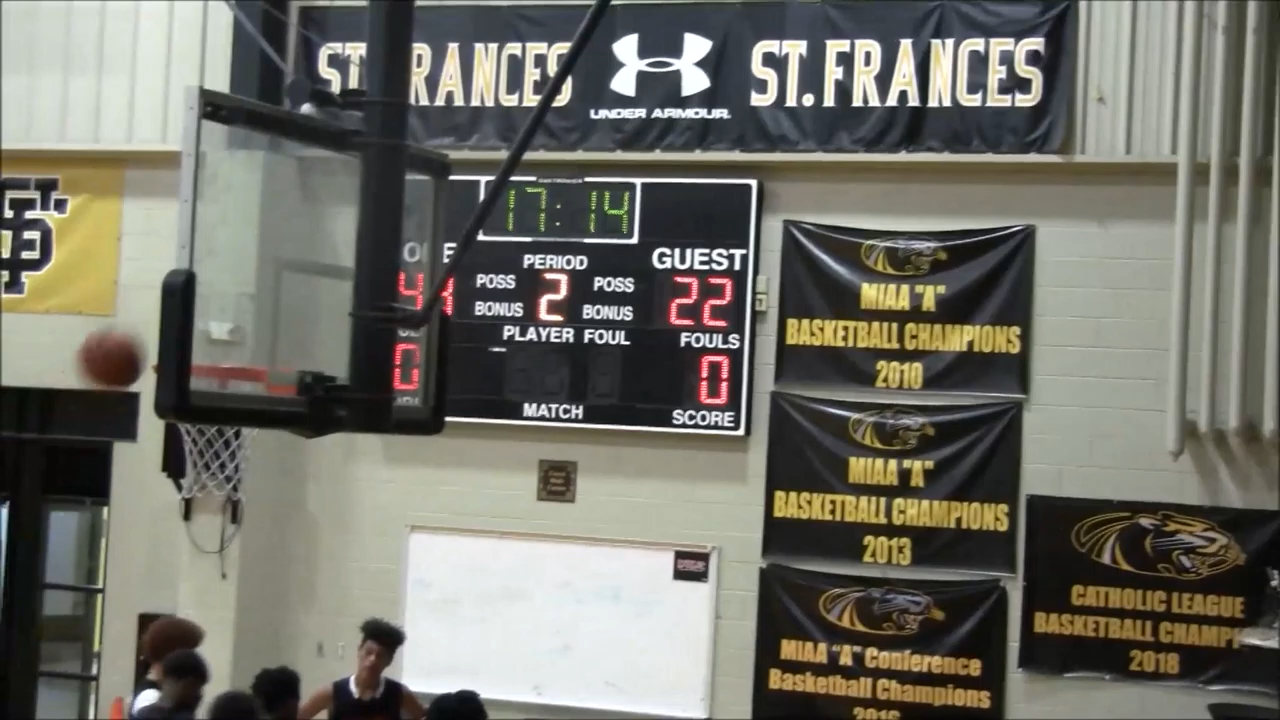 ST. FRANCES
UNDER ARMOUR.
ST. FRANCES
17:14
GUEST
PERIOD
POSS 2 POSS
22
BONUS BONUS
PLAYER FOUL
FOULS
0
0
MATCH
SCORE
MIAA "A"
BASKETBALL CHAMPIONS
2010
MIAA "A"
BASKETBALL CHAMPIONS
2013
MIAA "A" Conference
Basketball Champions
2016
CATHOLIC LEAGUE
BASKETBALL CHAMPI
2018